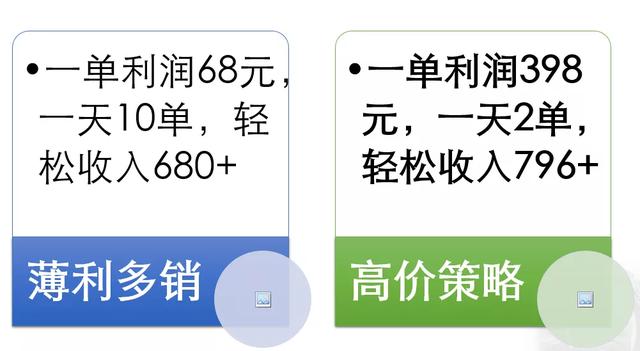 •一单利润68元，
一天10单，轻
松收入680+
薄利多销
•一单利润398
元，一天2单，
轻松收入796+
高价策略